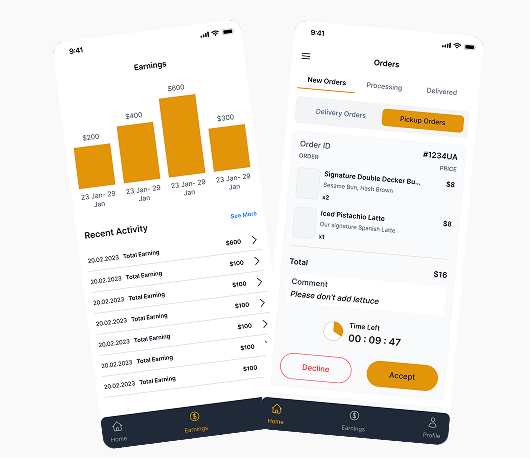 9:41
Earnings
$600
$400
$300
$200
23 Jan- 29
Jan
23 Jan- 29
Jan
23 Jan- 29
Jan
23 Jan- 29
Jan
See More
Recent Activity
20.02.2023 Total Earning $600
20.02.2023 Total Earning $100
20.02.2023 Total Earning $100
20.02.2023 Total Earning $100
20.02.2023 Total Earning $100
20.02.2023 Total Earning $100
20.02.2023 Total Earning $100
Home
Earnings
9:41
Orders
New Orders Processing Delivered
Delivery Orders Pickup Orders
Order ID #1234UA
ORDER PRICE
Signature Double Decker Bu... $8
Sesame Bun, Hash Brown
x2
Iced Pistachio Latte $8
Our signature Spanish Latte
x1
Total $16
Comment
Please don't add lettuce
Time Left
00 : 09 : 47
Decline Accept
Home Earnings Profile